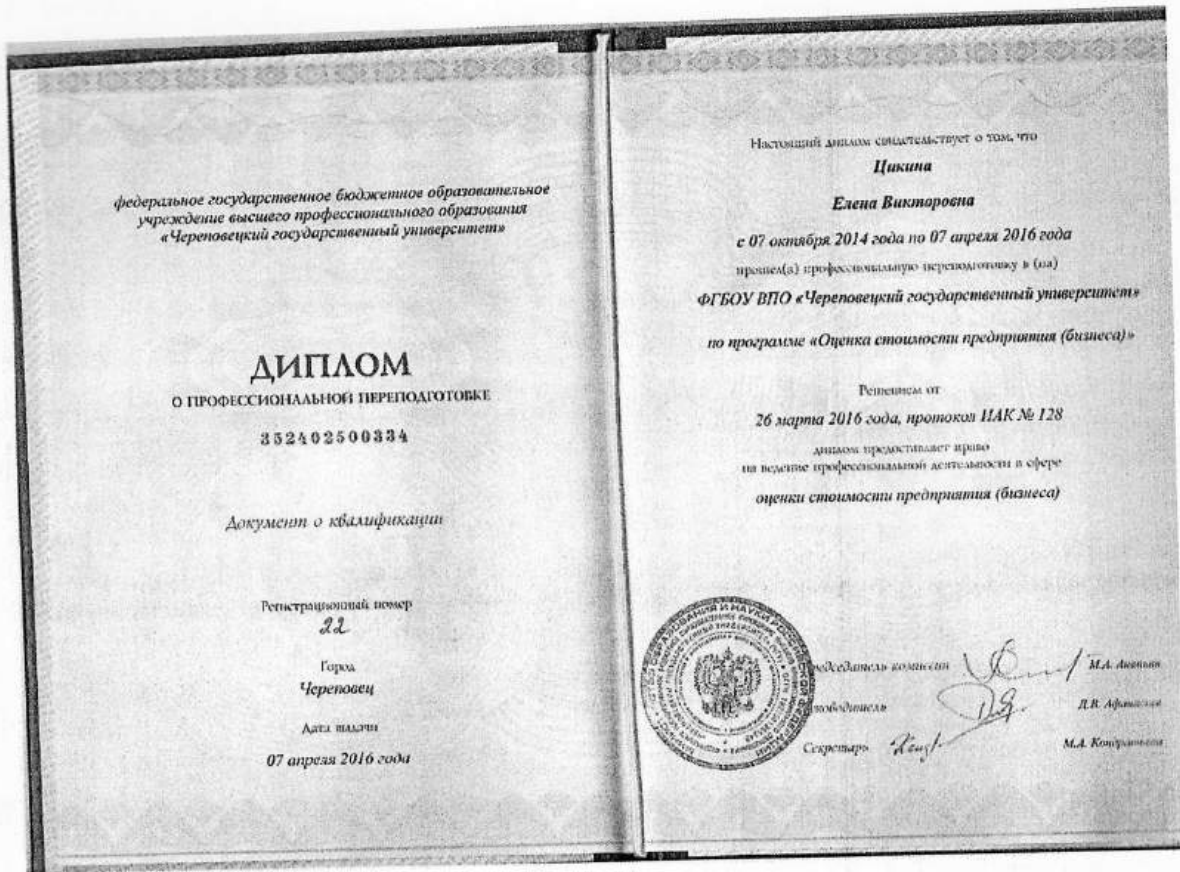 федеральное государственное бюджетное образовательное
учреждение высшего профессионального образования
«Череповецкий государственный университет»
ДИПЛОМ
О ПРОФЕССИОНАЛЬНОЙ ПЕРЕПОДГОТОВКЕ
352402500334
Документ о квалификации
Регистрационный номер
22
Город
Череповец
Дата выдачи
07 апреля 2016 года
Настоящий диплом свидетельствует о том, что
Цикина
Елена Викторовна
с 07 октября 2014 года по 07 апреля 2016 года
прошел(а) профессиональную переподготовку в (на)
ФГБОУ ВПО «Череповецкий государственный университет»
по программе «Оценка стоимости предприятия (бизнеса)»
Решением от
26 марта 2016 года, протокол ИАК № 128
диплом предоставляет право
на ведение профессиональной деятельности в сфере
оценки стоимости предприятия (бизнеса)
Председатель комиссии М.А.
Руководитель Д.В.
Секретарь М.А.